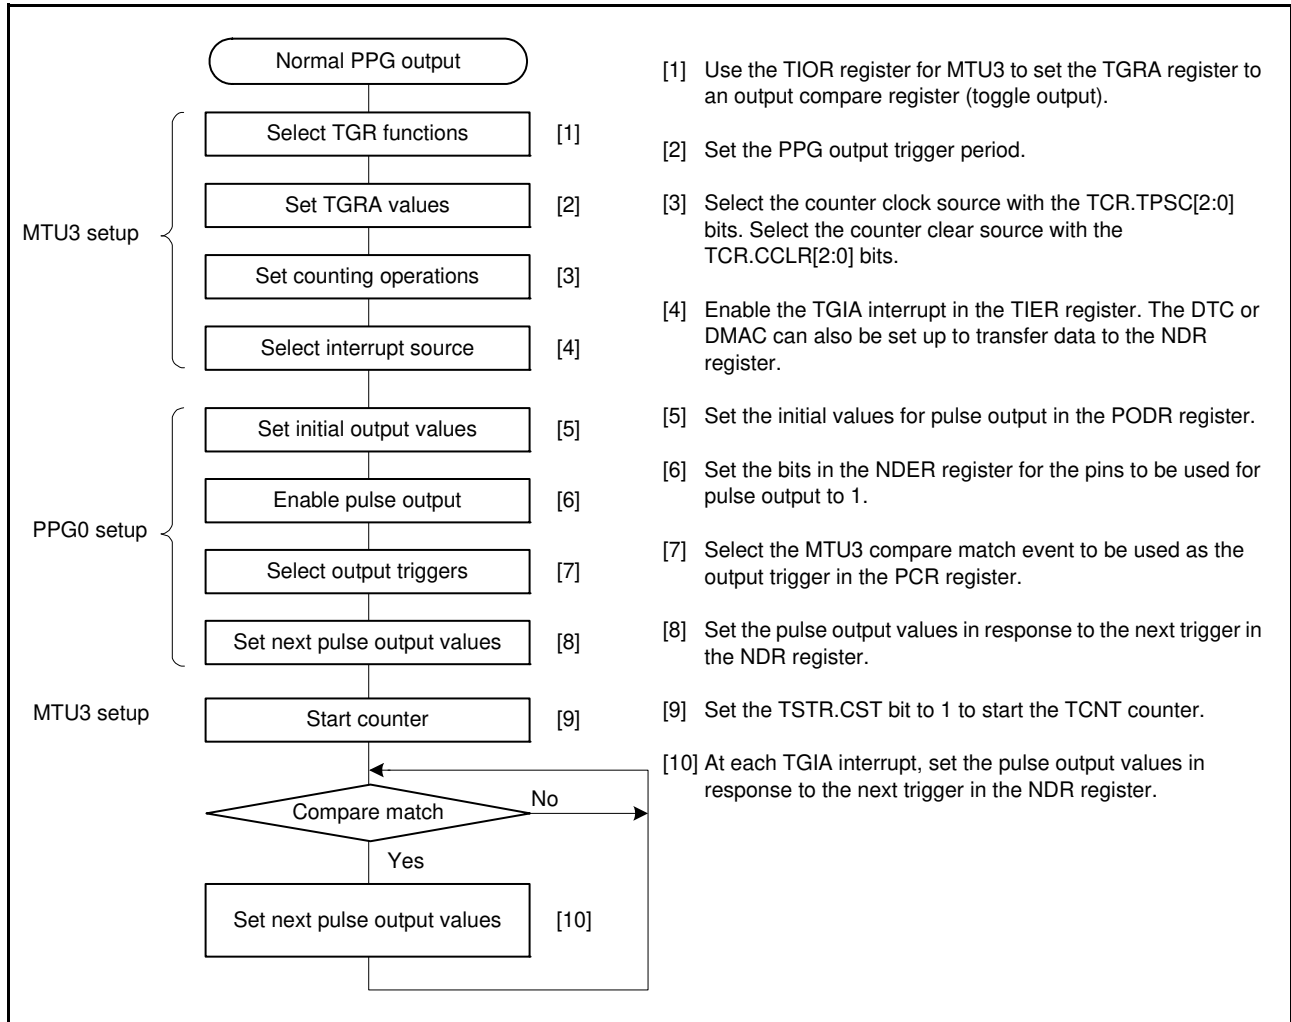 Normal PPG output
MTU3 setup
Select TGR functions [1]
Set TGRA values [2]
Set counting operations [3]
Select interrupt source [4]
PPG0 setup
Set initial output values [5]
Enable pulse output [6]
Select output triggers [7]
Set next pulse output values [8]
MTU3 setup
Start counter [9]
Compare match
No
Yes
Set next pulse output values [10]
[1] Use the TIOR register for MTU3 to set the TGRA register to
an output compare register (toggle output).
[2] Set the PPG output trigger period.
[3] Select the counter clock source with the TCR.TPSC[2:0]
bits. Select the counter clear source with the
TCR.CCLR[2:0] bits.
[4] Enable the TGIA interrupt in the TIER register. The DTC or
DMAC can also be set up to transfer data to the NDR
register.
[5] Set the initial values for pulse output in the PODR register.
[6] Set the bits in the NDER register for the pins to be used for
pulse output to 1.
[7] Select the MTU3 compare match event to be used as the
output trigger in the PCR register.
[8] Set the pulse output values in response to the next trigger in
the NDR register.
[9] Set the TSTR.CST bit to 1 to start the TCNT counter.
[10] At each TGIA interrupt, set the pulse output values in
response to the next trigger in the NDR register.